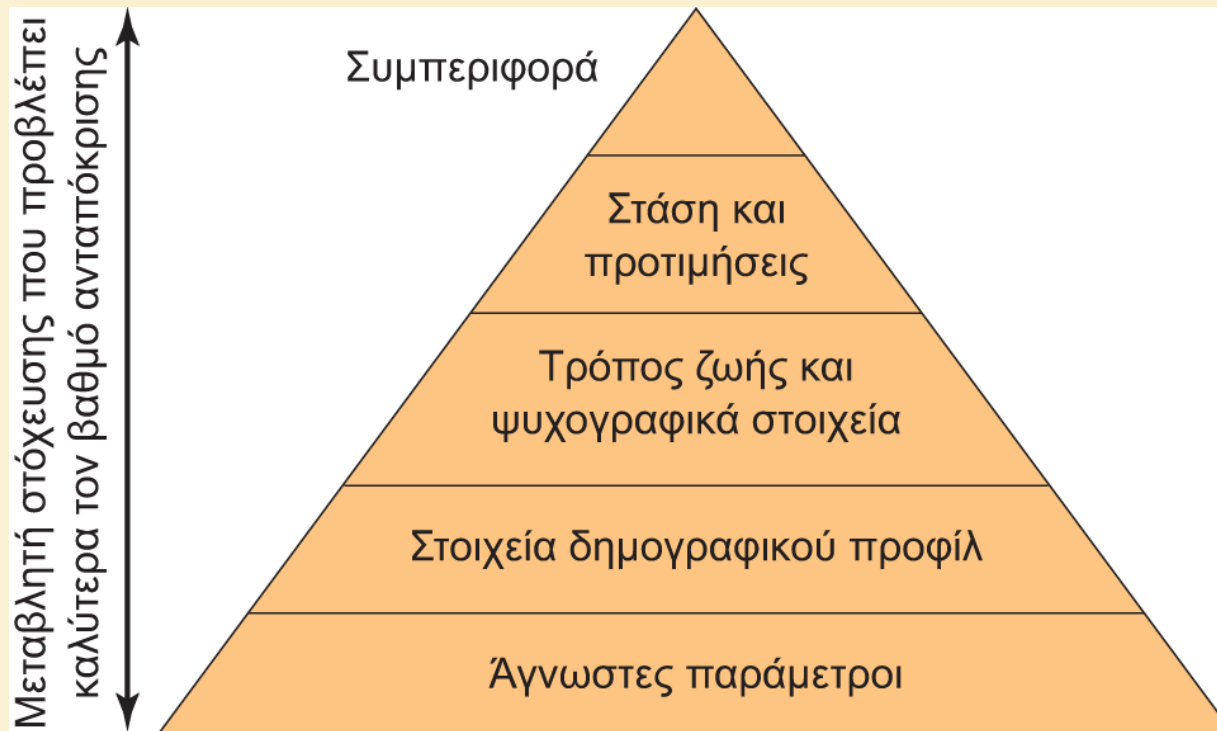 Μεταβλητή στόχευσης που προβλέπει
καλύτερα τον βαθμό ανταπόκρισης
Συμπεριφορά
Στάση και
προτιμήσεις
Τρόπος ζωής και
ψυχογραφικά στοιχεία
Στοιχεία δημογραφικού προφίλ
Άγνωστες παράμετροι